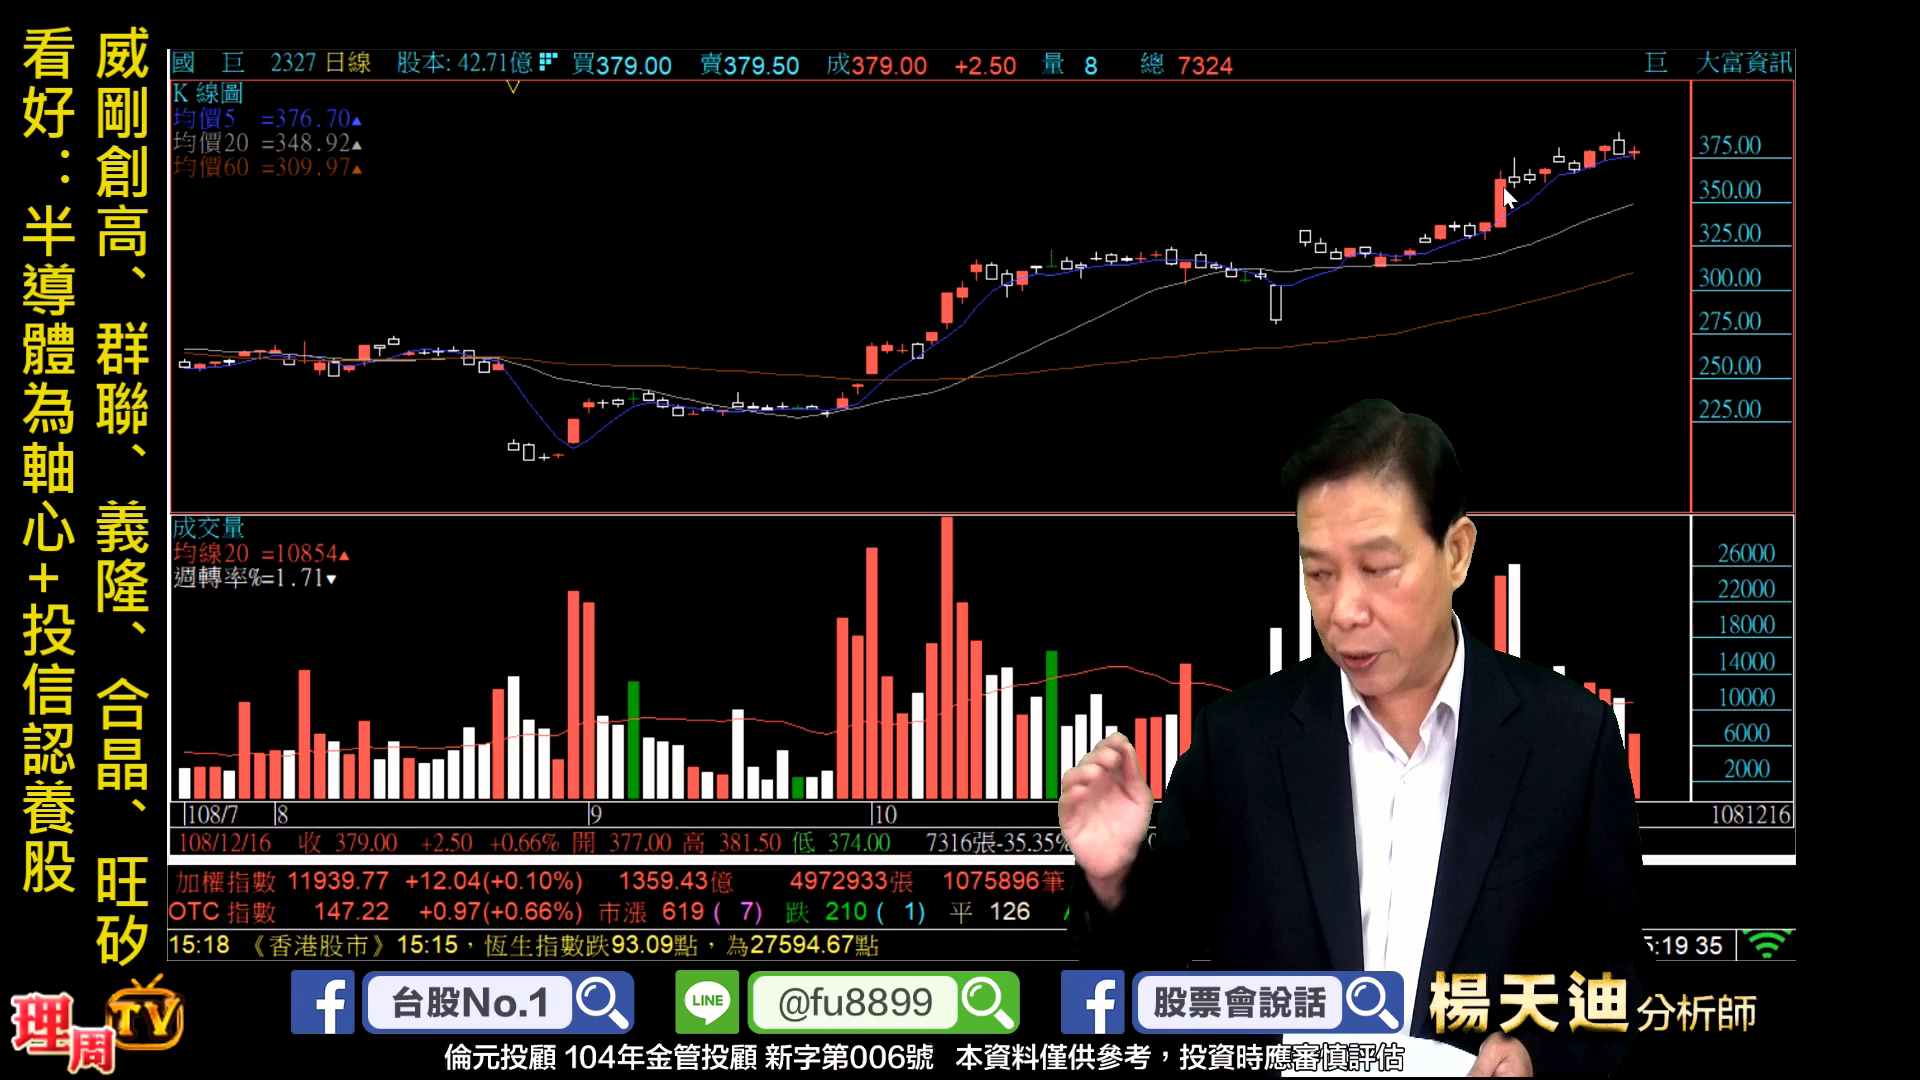 威剛創高、群聯、義隆、合晶、旺矽
看好：半導體為軸心+投信認養股
國 巨 2327 日線 股本: 42.71億 買379.00 賣379.50 成379.00 +2.50 量 8 總 7324 巨 大富資訊
K 線圖
均價5 =376.70▲
均價20 =348.92▲
均價60 =309.97▲
375.00
350.00
325.00
300.00
275.00
250.00
225.00
成交量
均線20 =10854▲
週轉率%=1.71▼
26000
22000
18000
14000
10000
6000
2000
108/7 8 9 10 1081216
108/12/16 收 379.00 +2.50 +0.66% 開 377.00 高 381.50 低 374.00 7316張-35.35%
加權指數 11939.77 +12.04(+0.10%) 1359.43億 4972933張 1075896筆
OTC 指數 147.22 +0.97(+0.66%) 市漲 619 ( 7) 跌 210 ( 1) 平 126
15:18 《香港股市》15:15，恆生指數跌93.09點，為27594.67點 5:19 35
理周TV
f 台股No.1
LINE @fu8899
f 股票會說話
楊天迪 分析師
倫元投顧 104年金管投顧 新字第006號 本資料僅供參考，投資時應審慎評估